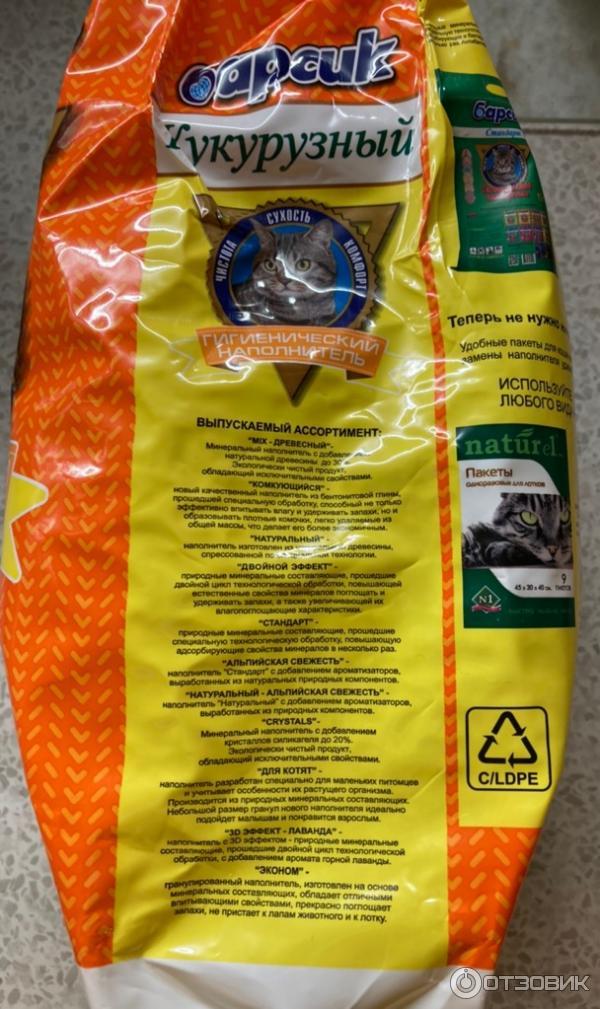 Барсик
Кукурузный
ЧИСТОТА СУХОСТЬ КОМФОРТ
ГИГИЕНИЧЕСКИЙ
НАПОЛНИТЕЛЬ
ВЫПУСКАЕМЫЙ АССОРТИМЕНТ:
"MIX - ДРЕВЕСНЫЙ"-
Минеральный наполнитель с добавлением
натуральной древесины до
Экологически чистый продукт,
обладающий исключительными свойствами.
"КОМКУЮЩИЙСЯ"-
новый качественный наполнитель из бентонитовой глины,
прошедшей специальную обработку, способный не только
эффективно впитывать влагу и удерживать запахи, но и
образовывать плотные комочки, легко удаляемые из
общей массы, что делает его более экономичным.
"НАТУРАЛЬНЫЙ"-
наполнитель изготовлен из древесины,
спрессованной по технологии.
"ДВОЙНОЙ ЭФФЕКТ" -
природные минеральные составляющие, прошедшие
двойной цикл технологической обработки, повышающей
естественные свойства минералов поглощать и
удерживать запахи, а также увеличивающей их
влагопоглощающие характеристики.
"СТАНДАРТ" -
природные минеральные составляющие, прошедшие
специальную технологическую обработку, повышающую
адсорбирующие свойства минералов в несколько раз.
"АЛЬПИЙСКАЯ СВЕЖЕСТЬ" -
наполнитель "Стандарт" с добавлением ароматизаторов,
выработанных из натуральных природных компонентов.
"НАТУРАЛЬНЫЙ - АЛЬПИЙСКАЯ СВЕЖЕСТЬ" -
наполнитель "Натуральный" с добавлением ароматизаторов,
выработанных из природных компонентов.
"CRYSTALS"-
Минеральный наполнитель с добавлением
кристаллов силикагеля до 20%.
Экологически чистый продукт,
обладающий исключительными свойствами.
"ДЛЯ КОТЯТ" -
наполнитель разработан специально для маленьких питомцев
и учитывает особенности их растущего организма.
Производится из природных минеральных составляющих.
Небольшой размер гранул нового наполнителя идеально
подойдет малышам и понравится взрослым.
"3D ЭФФЕКТ - ЛАВАНДА" -
наполнитель с 3D эффектом - природные минеральные
составляющие, прошедшие двойной цикл технологической
обработки, с добавлением аромата горной лаванды.
"ЭКОНОМ" -
гранулированный наполнитель, изготовлен на основе
минеральных составляющих, обладает отличными
впитывающими свойствами, прекрасно поглощает
запахи, не пристает к лапам животного и к лотку.
Стандарт
Теперь не нужно
Удобные пакеты для
замены наполнителя
ИСПОЛЬЗУЙТЕ
ЛЮБОГО ВИДА
naturel
Пакеты
одноразовые для лотков
9
45 x 30 x 40 см.
N1
C/LDPE
ОТЗОВИК